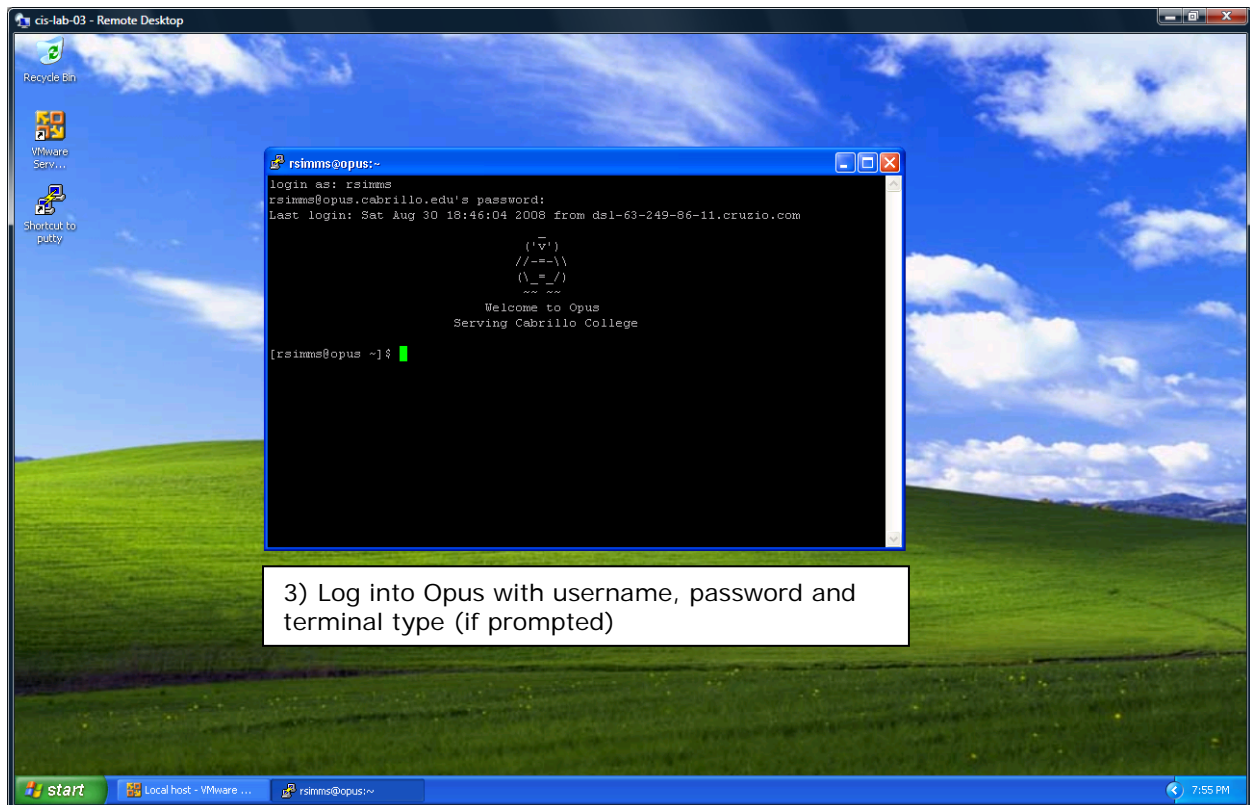 cis-lab-03 - Remote Desktop
Recycle Bin
VMware
Serv...
Shortcut to
putty
rsimms@opus:~
login as: rsimms
rsimms@opus.cabrillo.edu's password:
Last login: Sat Aug 30 18:46:04 2008 from dsl-63-249-86-11.cruzio.com
_
('v')
//-=-\\
(\_=_/)
~~ ~~
Welcome to Opus
Serving Cabrillo College
[rsimms@opus ~]$
3) Log into Opus with username, password and
terminal type (if prompted)
start
Local host - VMware ...
rsimms@opus:~
7:55 PM